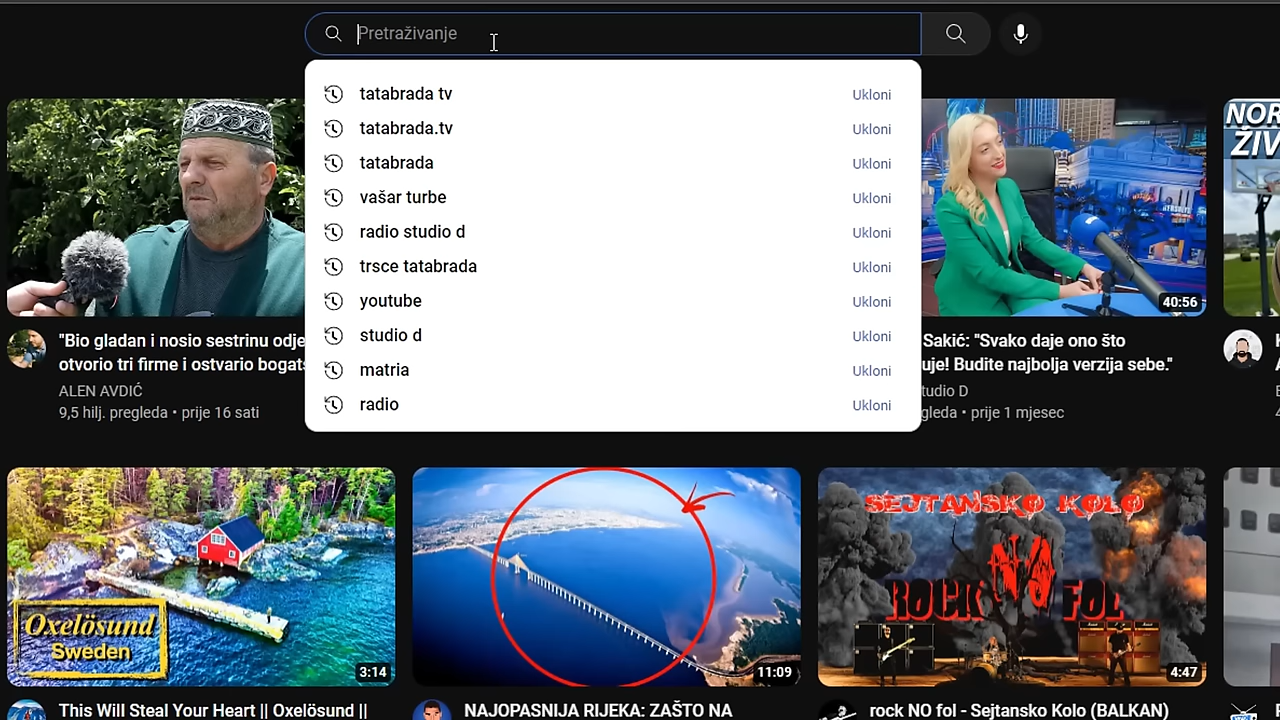 Pretraživanje
tatabrada tv
Ukloni
tatabrada.tv
Ukloni
tatabrada
Ukloni
vašar turbe
Ukloni
radio studio d
Ukloni
trsce tatabrada
Ukloni
youtube
Ukloni
studio d
Ukloni
matria
Ukloni
radio
Ukloni
40:56
"Bio gladan i nosio sestrinu odje
otvorio tri firme i ostvario bogats
ALEN AVDIĆ
9,5 hilj. pregleda • prije 16 sati
Sakić: "Svako daje ono što
uje! Budite najbolja verzija sebe."
tudio D
gleda • prije 1 mjesec
NOR
ŽIV
Oxelösund
Sweden
3:14
11:09
SEJTANSKO KOLO
ROCK NO FOL
4:47
This Will Steal Your Heart || Oxelösund ||
NAJOPASNIJA RIJEKA: ZAŠTO NA
rock NO fol - Sejtansko Kolo (BALKAN)